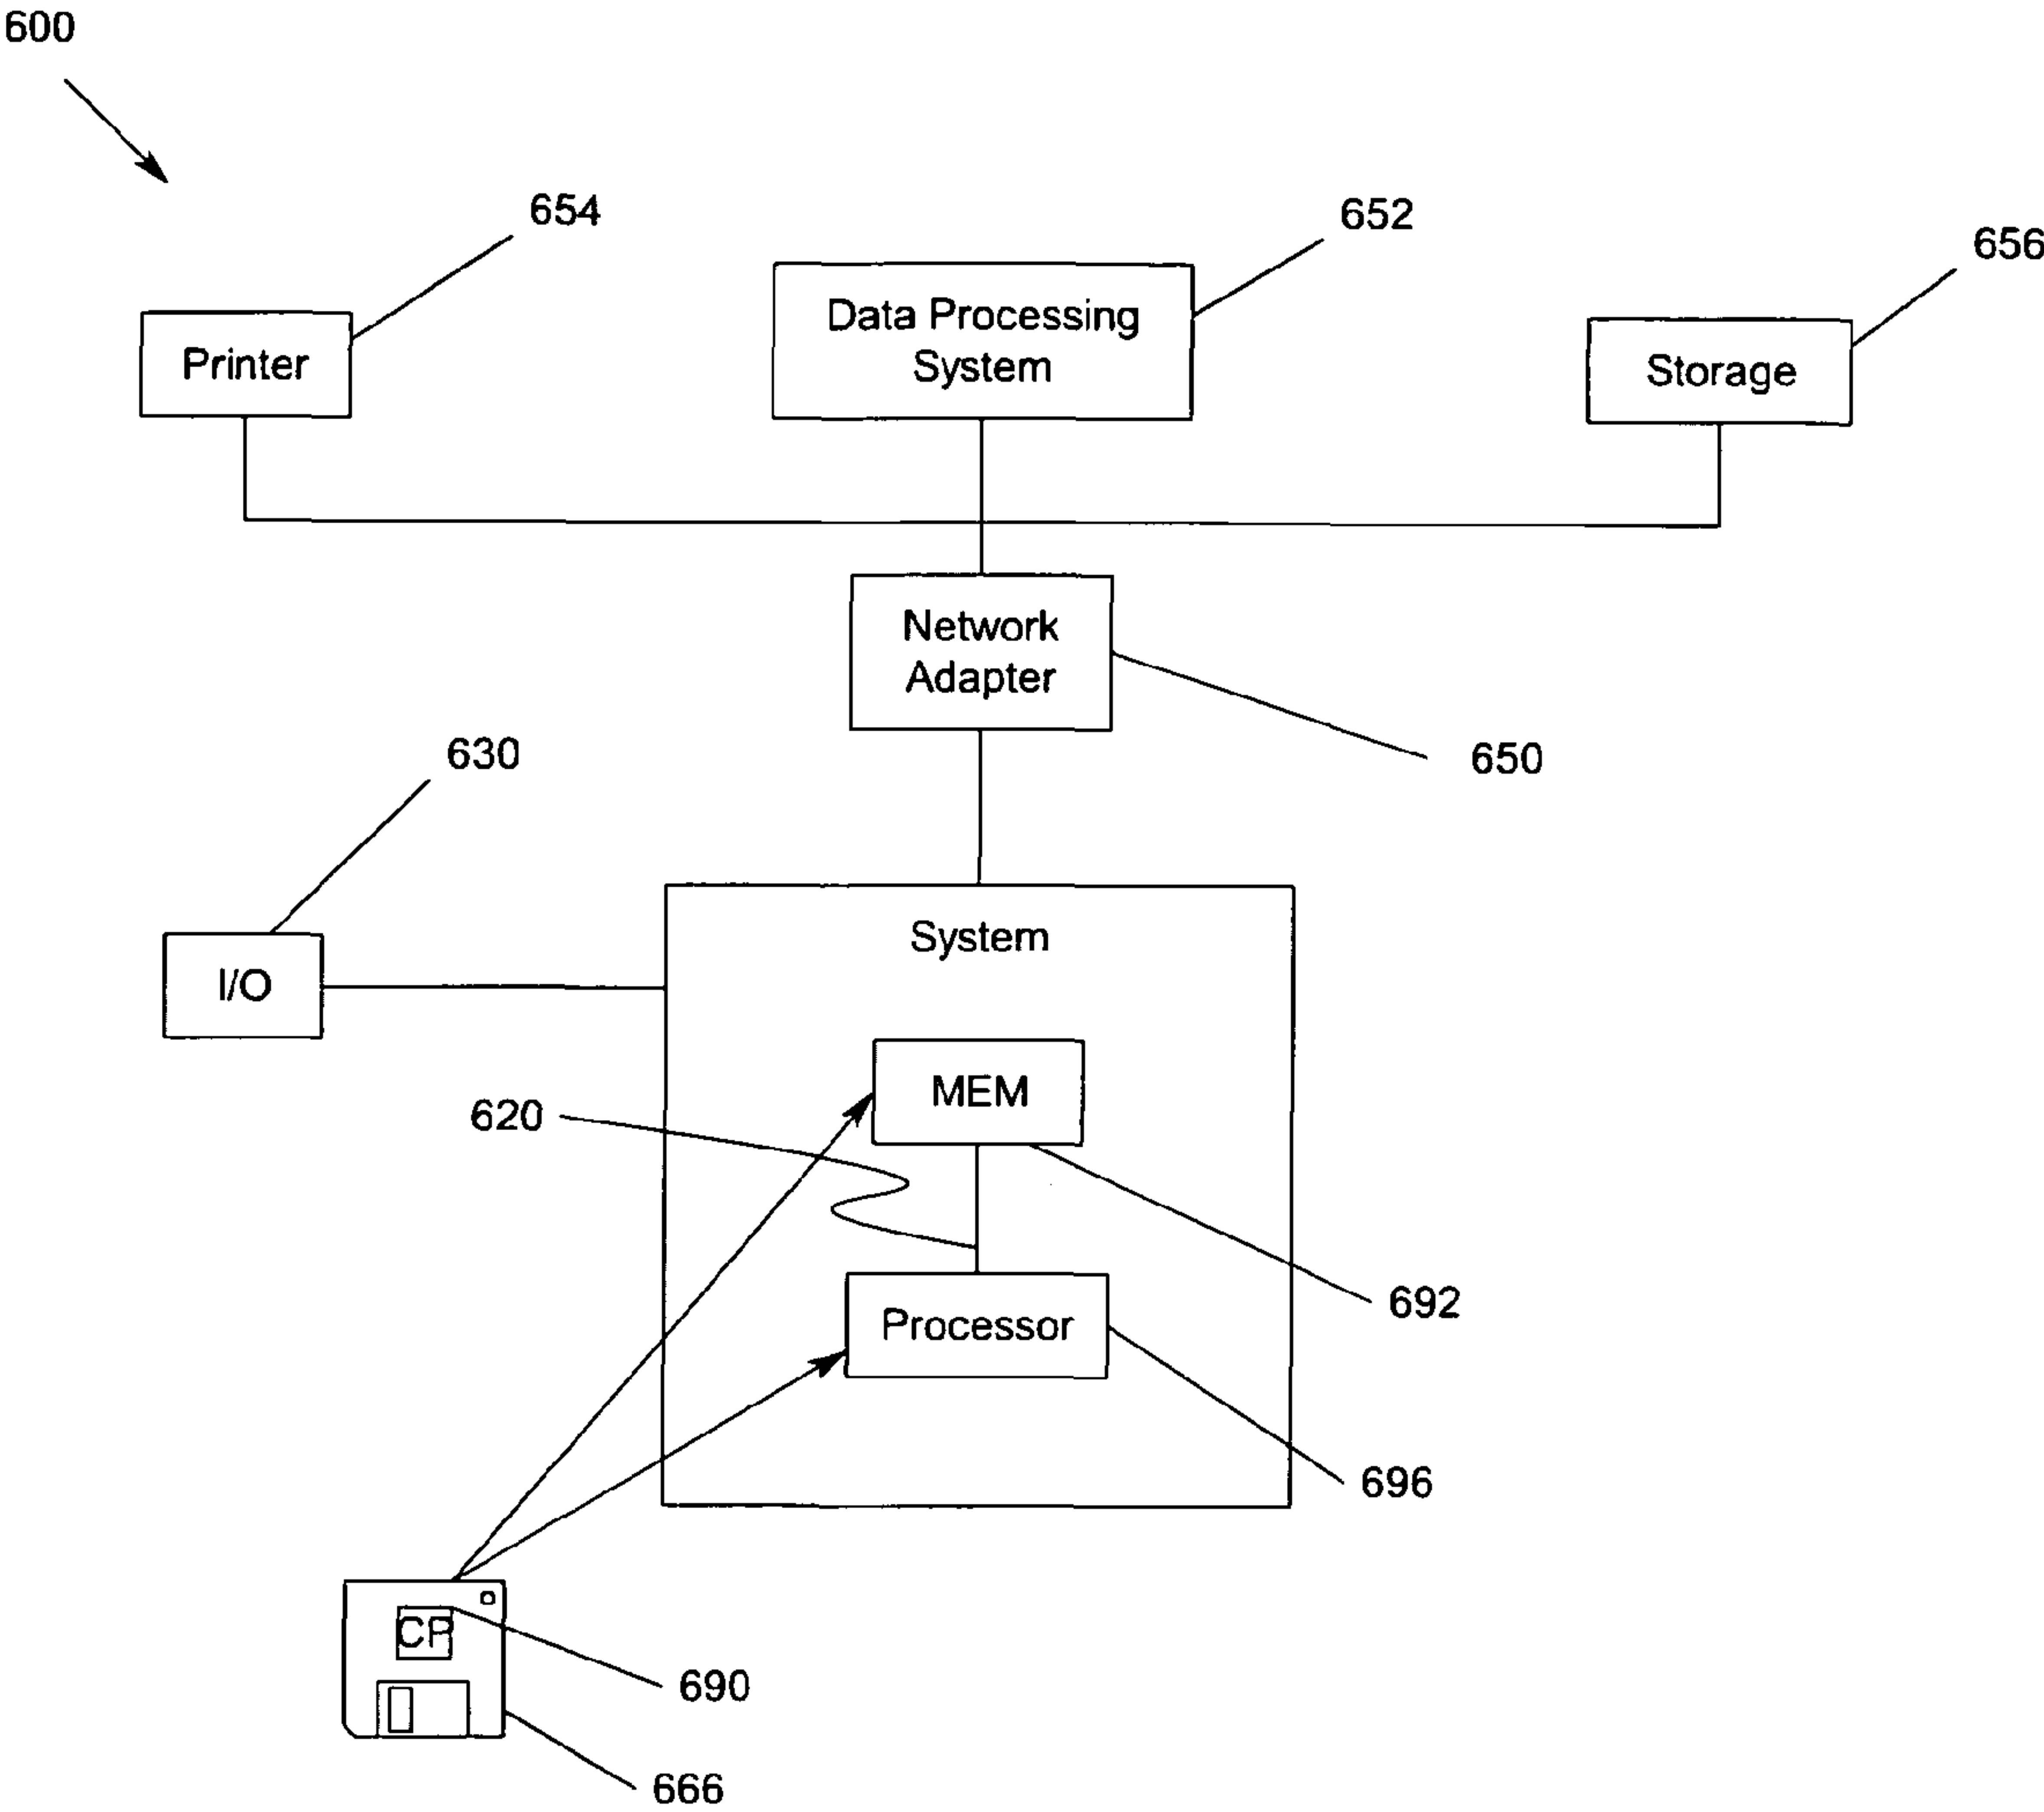 600
654
652
656
Printer
Data Processing
System
Storage
Network
Adapter
650
630
System
I/O
MEM
620
692
Processor
696
CP
690
666